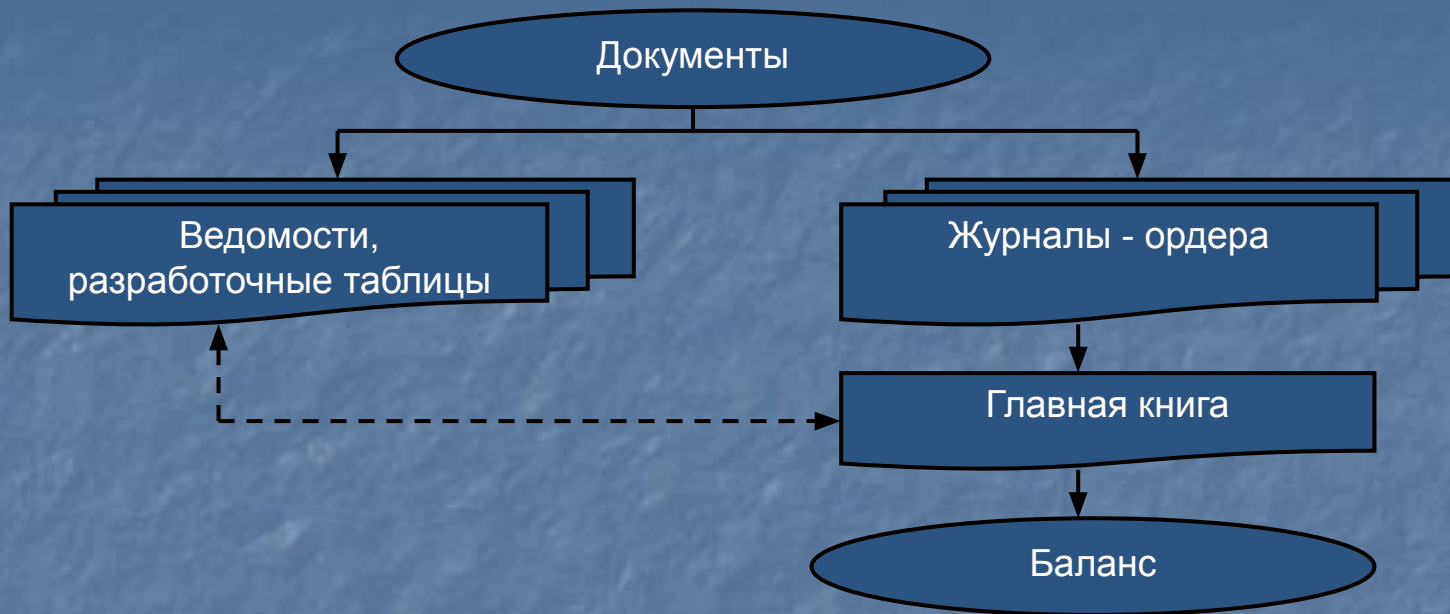 Документы
Ведомости,
разработочные таблицы
Журналы - ордера
Главная книга
Баланс